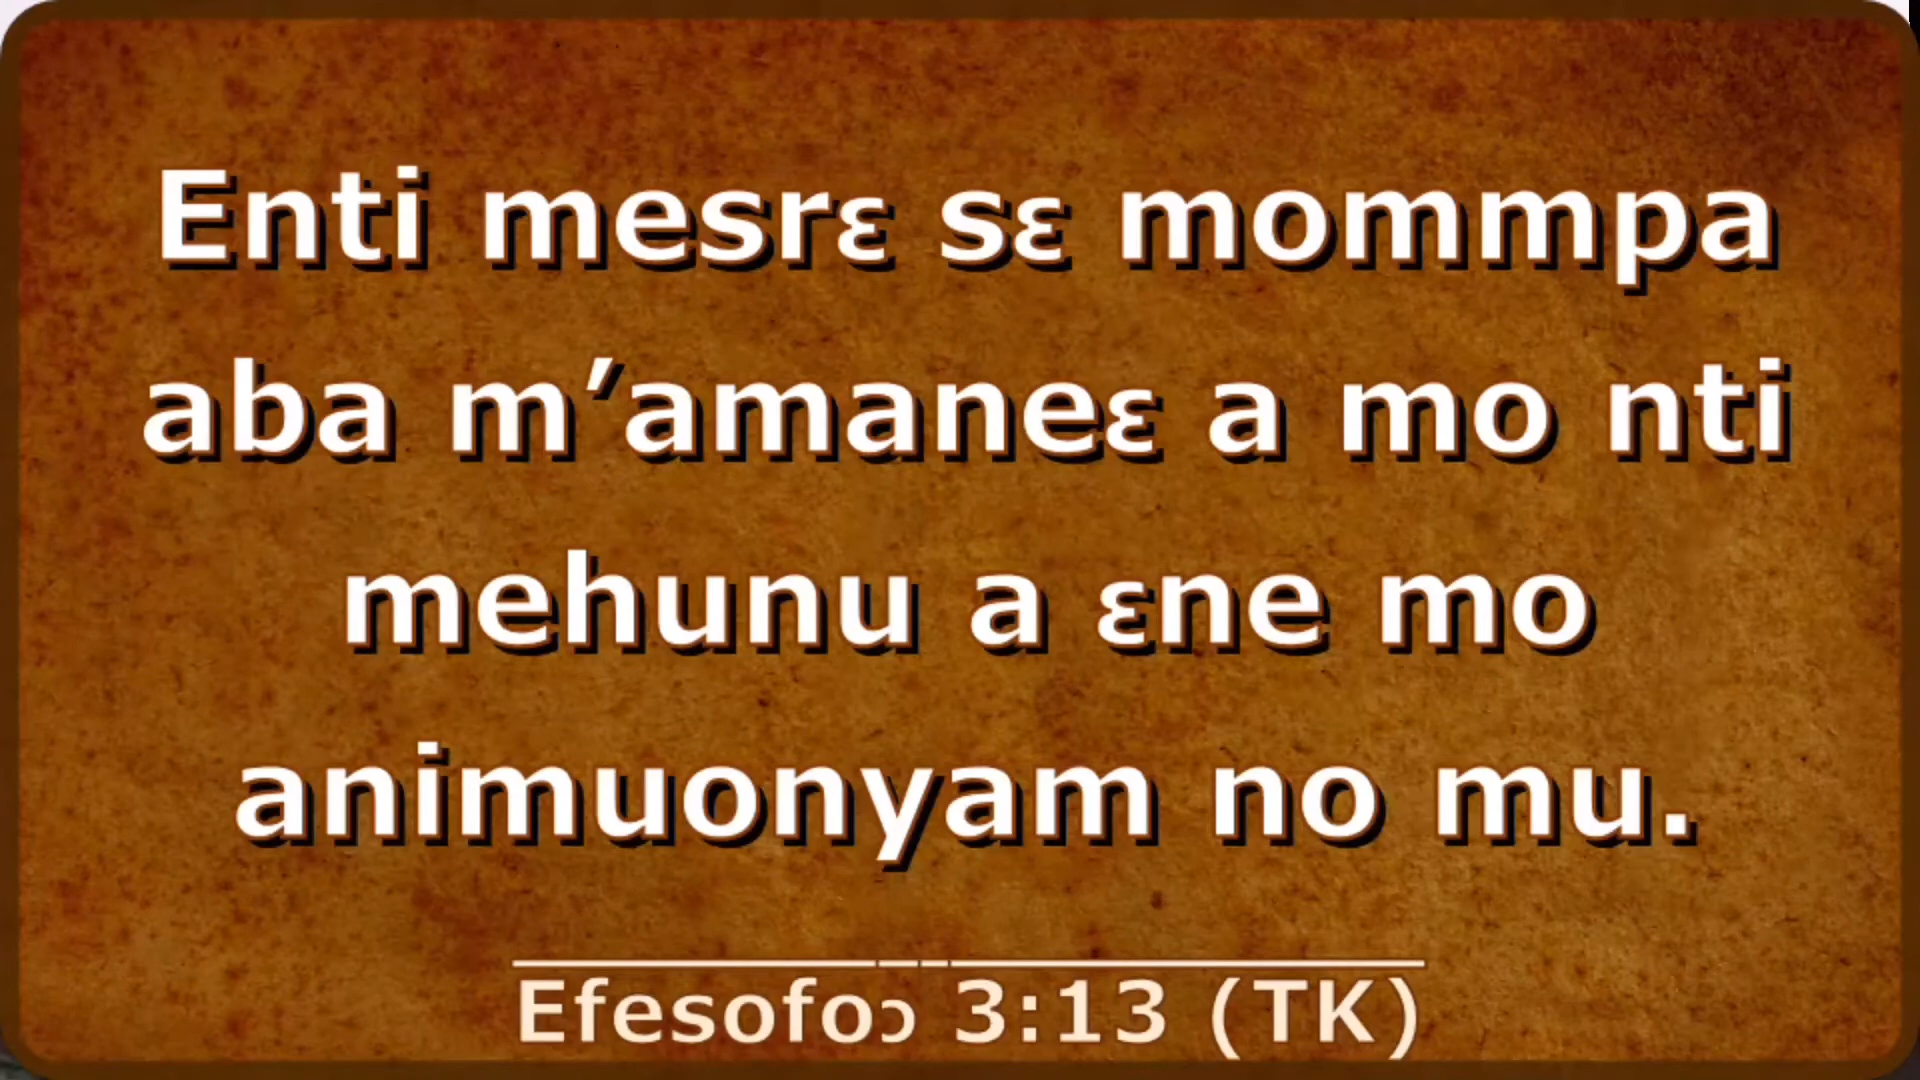 Enti mesrɛ sɛ mommpa
aba m’amaneɛ a mo nti
mehunu a ɛne mo
animuonyam no mu.
Efesofoɔ 3:13 (TK)